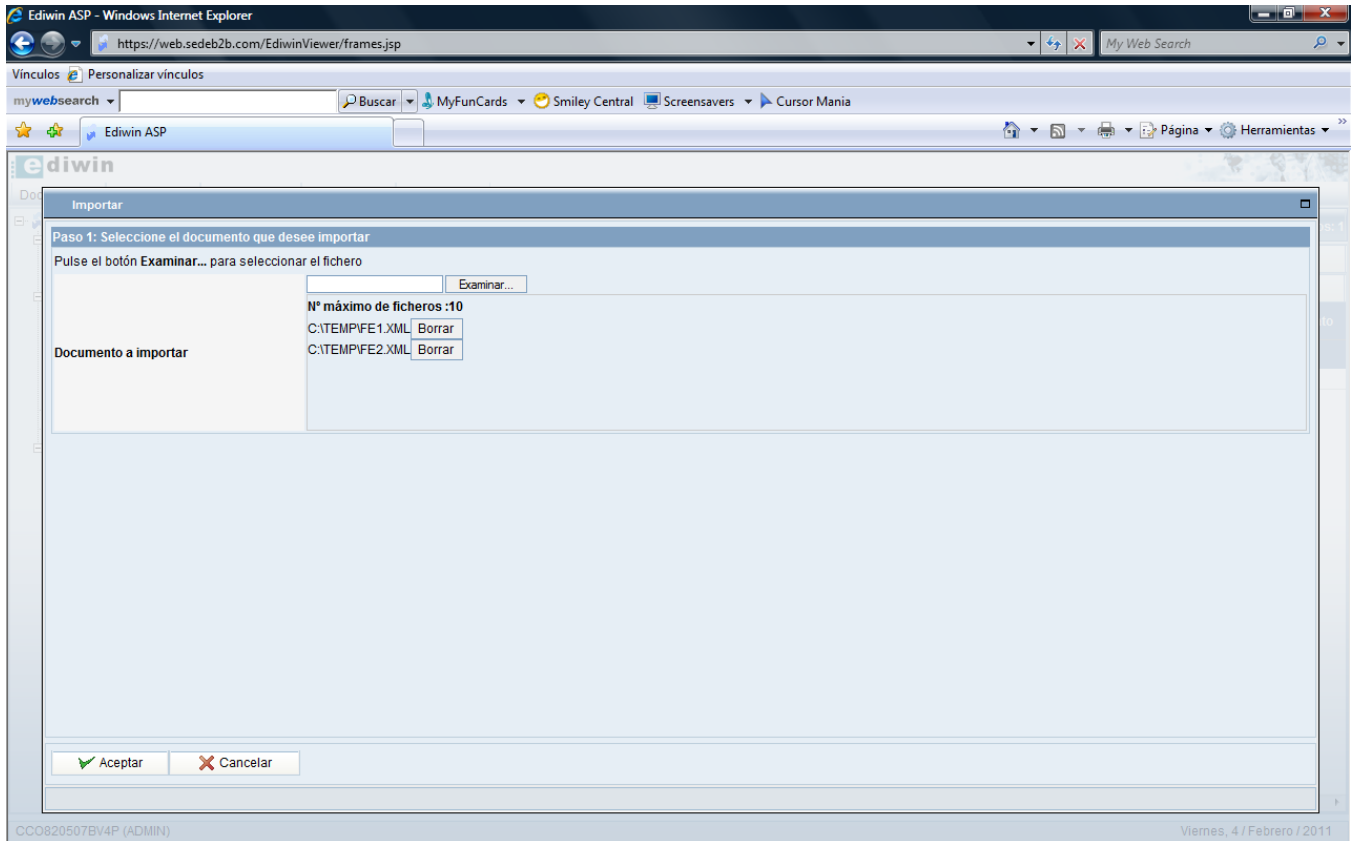 Ediwin ASP - Windows Internet Explorer
https://web.sedeb2b.com/EdiwinViewer/frames.jsp
My Web Search
Vínculos Personalizar vínculos
mywebsearch Buscar MyFunCards Smiley Central Screensavers Cursor Mania
Ediwin ASP Página Herramientas
ediwin
Doc
Importar
Paso 1: Seleccione el documento que desee importar
Pulse el botón Examinar... para seleccionar el fichero
Examinar...
Nº máximo de ficheros :10
C:\TEMP\FE1.XML Borrar
C:\TEMP\FE2.XML Borrar
Documento a importar
Aceptar Cancelar
CCO820507BV4P (ADMIN) Viernes, 4 / Febrero / 2011